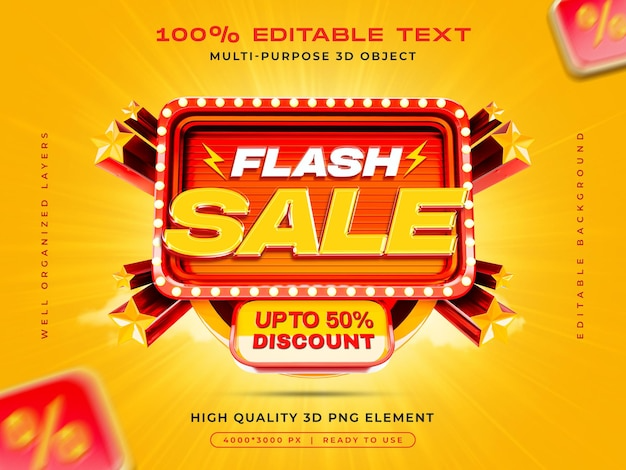 100% EDITABLE TEXT
MULTI-PURPOSE 3D OBJECT
WELL ORGANIZED LAYERS
FLASH
SALE
UPTO 50%
DISCOUNT
EDITABLE BACKGROUND
HIGH QUALITY 3D PNG ELEMENT
4000*3000 PX | READY TO USE
%
%